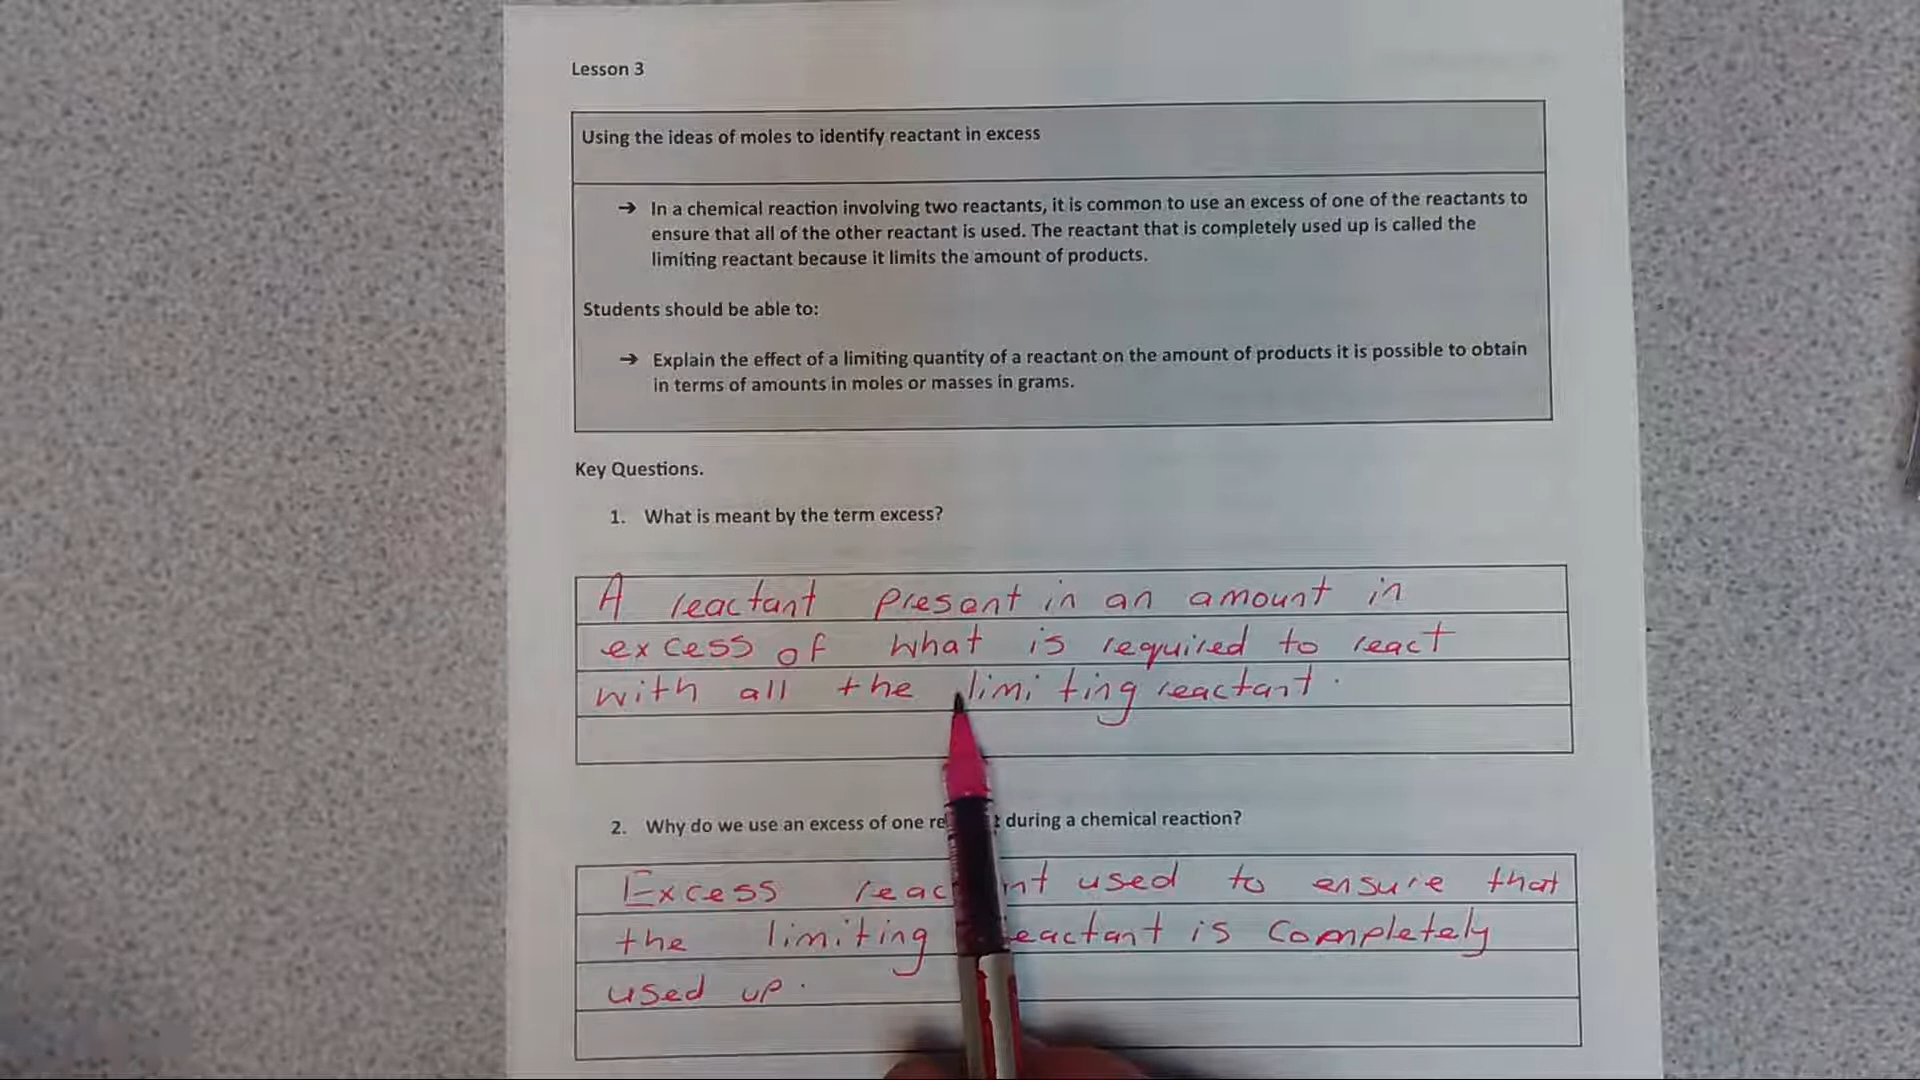 Lesson 3
Using the ideas of moles to identify reactant in excess
→ In a chemical reaction involving two reactants, it is common to use an excess of one of the reactants to
ensure that all of the other reactant is used. The reactant that is completely used up is called the
limiting reactant because it limits the amount of products.
Students should be able to:
→ Explain the effect of a limiting quantity of a reactant on the amount of products it is possible to obtain
in terms of amounts in moles or masses in grams.
Key Questions.
1. What is meant by the term excess?
A reactant present in an amount in
excess of what is required to react
with all the limiting reactant.
2. Why do we use an excess of one during a chemical reaction?
Excess used to ensure that
the limiting reactant is completely
used up.